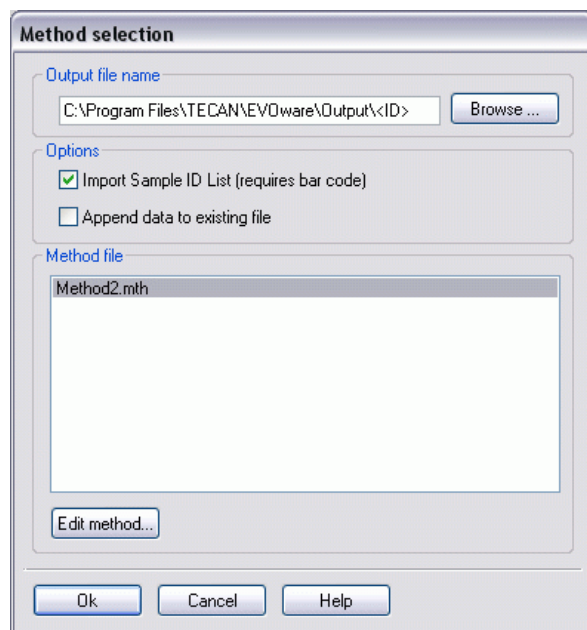 Method selection
Output file name
C:\Program Files\TECAN\EVOware\Output\<ID>
Browse ...
Options
Import Sample ID List (requires bar code)
Append data to existing file
Method file
Method2.mth
Edit method...
Ok
Cancel
Help